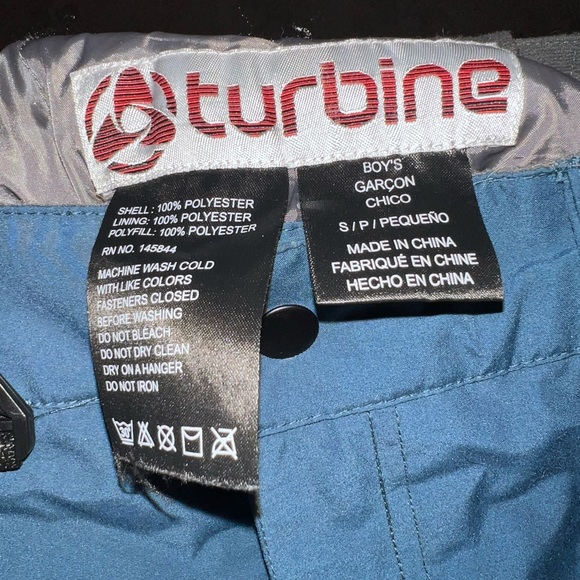 turbine
SHELL: 100% POLYESTER
LINING: 100% POLYESTER
POLYFILL: 100% POLYESTER
RN NO. 145844
MACHINE WASH COLD
WITH LIKE COLORS
FASTENERS CLOSED
BEFORE WASHING
DO NOT BLEACH
DO NOT DRY CLEAN
DRY ON A HANGER
DO NOT IRON
30°
BOY'S
GARÇON
CHICO
S / P / PEQUEÑO
MADE IN CHINA
FABRIQUÉ EN CHINE
HECHO EN CHINA